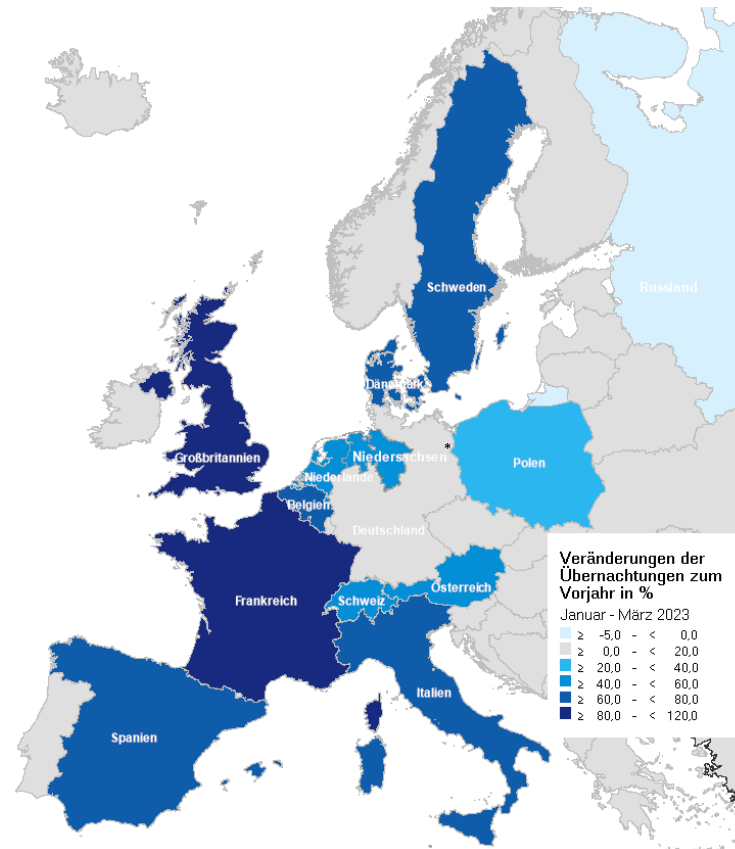 Schweden
Russland
Dänemark
Großbritannien
Niedersachsen
*
Polen
Niederlande
Belgien
Deutschland
Österreich
Frankreich
Schweiz
Italien
Spanien
Veränderungen der
Übernachtungen zum
Vorjahr in %
Januar - März 2023
≥ -5,0 - < 0,0
≥ 0,0 - < 20,0
≥ 20,0 - < 40,0
≥ 40,0 - < 60,0
≥ 60,0 - < 80,0
≥ 80,0 - < 120,0